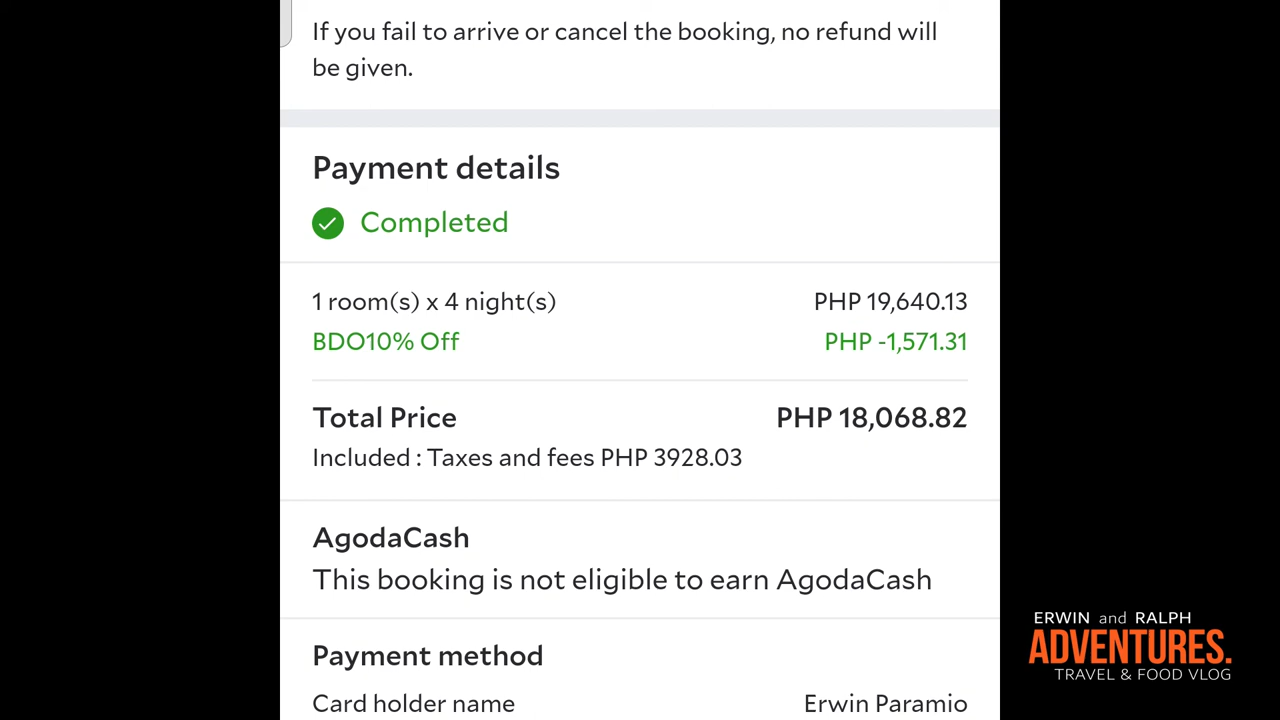 If you fail to arrive or cancel the booking, no refund will
be given.
Payment details
Completed
1 room(s) x 4 night(s) PHP 19,640.13
BDO10% Off PHP -1,571.31
Total Price PHP 18,068.82
Included : Taxes and fees PHP 3928.03
AgodaCash
This booking is not eligible to earn AgodaCash
Payment method
Card holder name Erwin Paramio
ERWIN and RALPH
ADVENTURES.
TRAVEL & FOOD VLOG